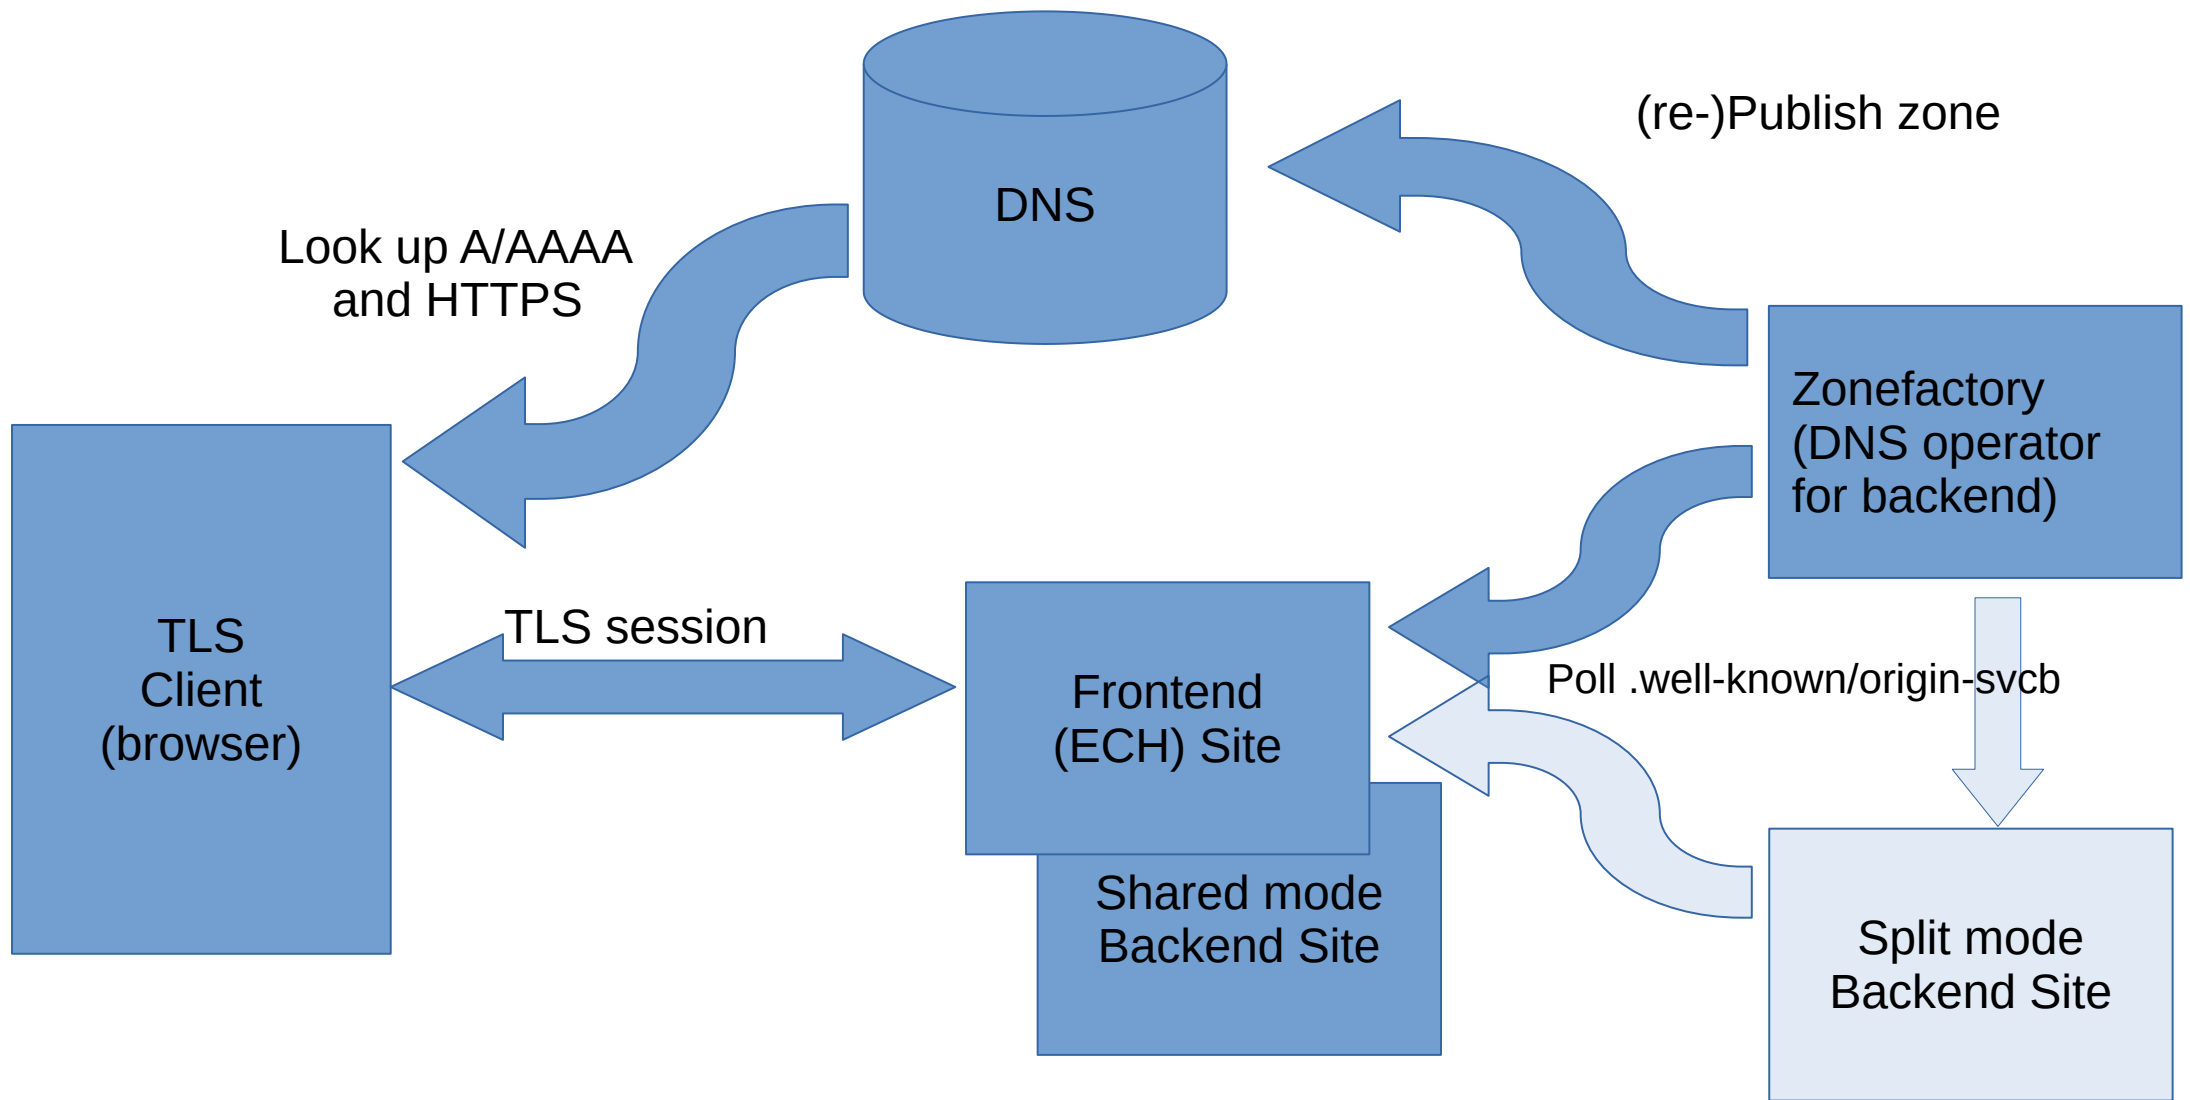 DNS
(re-)Publish zone
Look up A/AAAA
and HTTPS
Zonefactory
(DNS operator
for backend)
TLS
Client
(browser)
TLS session
Frontend
(ECH) Site
Poll .well-known/origin-svcb
Shared mode
Backend Site
Split mode
Backend Site